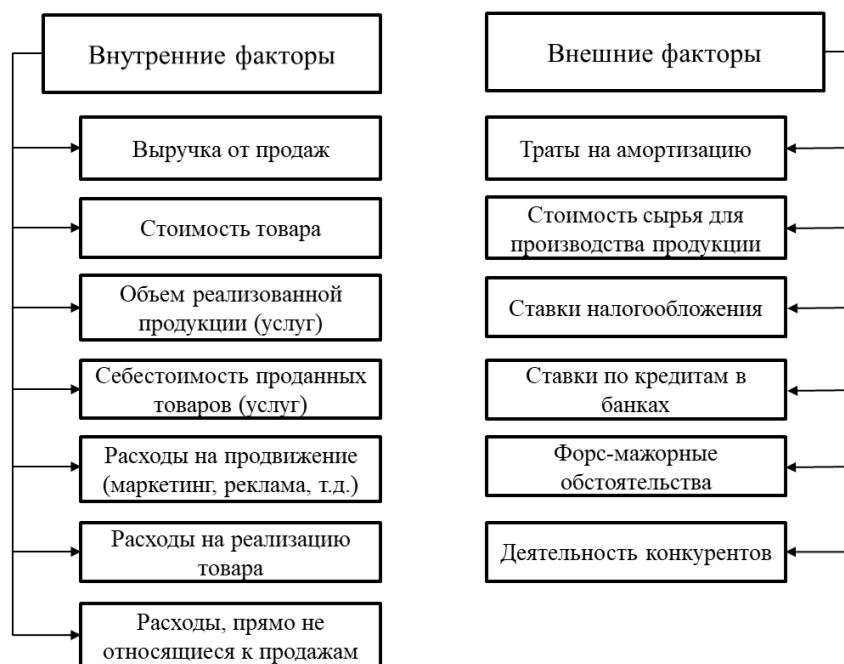 Внутренние факторы
Выручка от продаж
Стоимость товара
Объем реализованной
продукции (услуг)
Себестоимость проданных
товаров (услуг)
Расходы на продвижение
(маркетинг, реклама, т.д.)
Расходы на реализацию
товара
Расходы, прямо не
относящиеся к продажам
Внешние факторы
Траты на амортизацию
Стоимость сырья для
производства продукции
Ставки налогообложения
Ставки по кредитам в
банках
Форс-мажорные
обстоятельства
Деятельность конкурентов